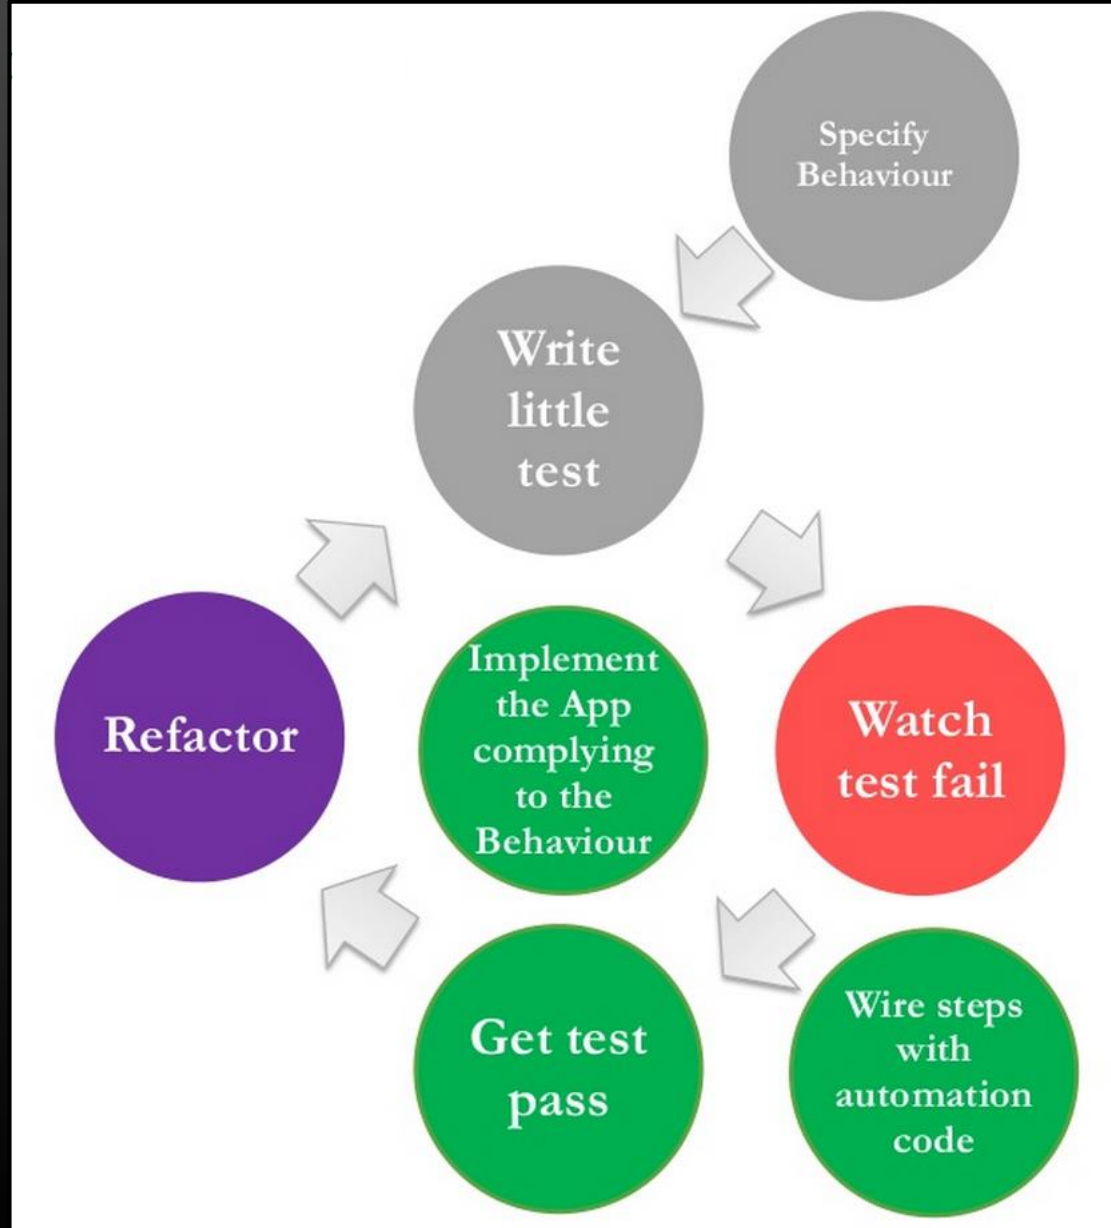 Specify
Behaviour
Write
little
test
Implement
the App
complying
to the
Behaviour
Refactor
Watch
test fail
Get test
pass
Wire steps
with
automation
code